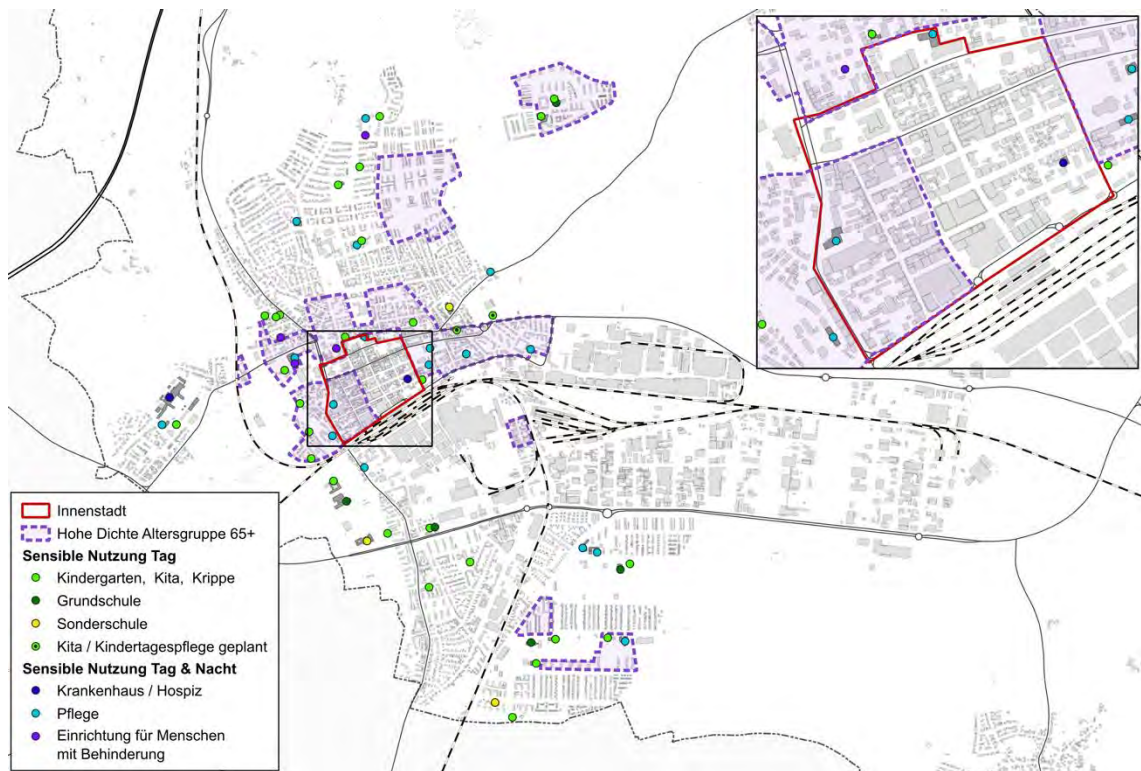 Innenstadt
Hohe Dichte Altersgruppe 65+
Sensible Nutzung Tag
Kindergarten, Kita, Krippe
Grundschule
Sonderschule
Kita / Kindertagespflege geplant
Sensible Nutzung Tag & Nacht
Krankenhaus / Hospiz
Pflege
Einrichtung für Menschen
mit Behinderung